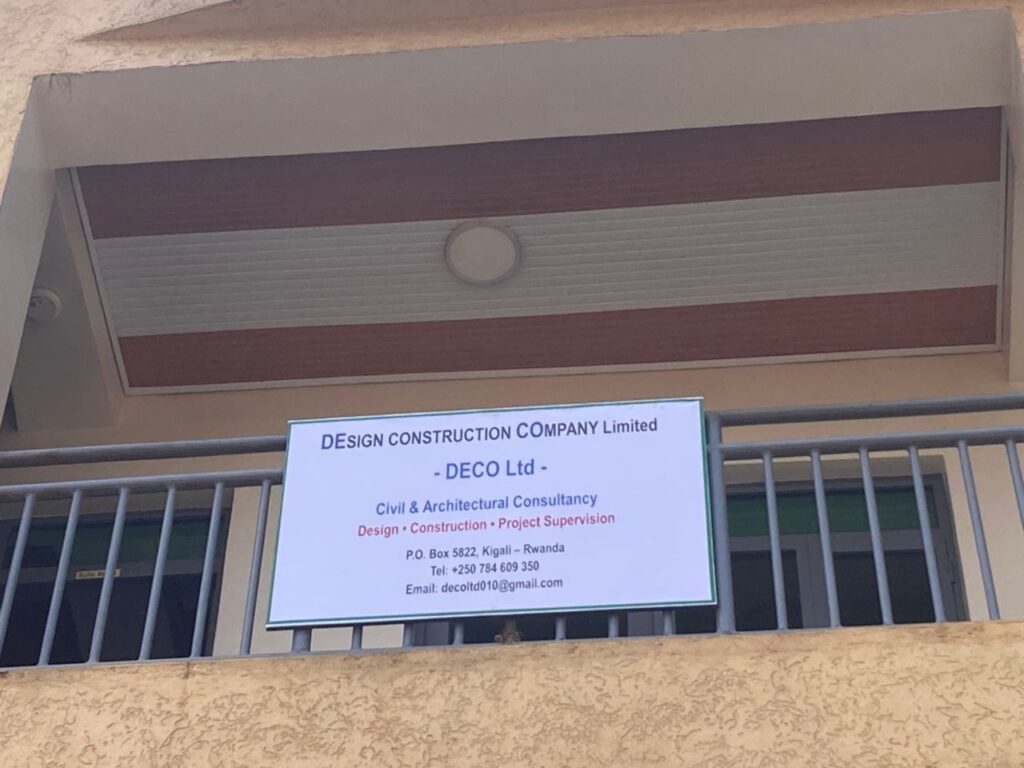 DESIGN CONSTRUCTION COMPANY Limited
- DECO Ltd -
Civil & Architectural Consultancy
Design • Construction • Project Supervision
P.O. Box 5822, Kigali – Rwanda
Tel: +250 784 609 350
Email: decoltd010@gmail.com